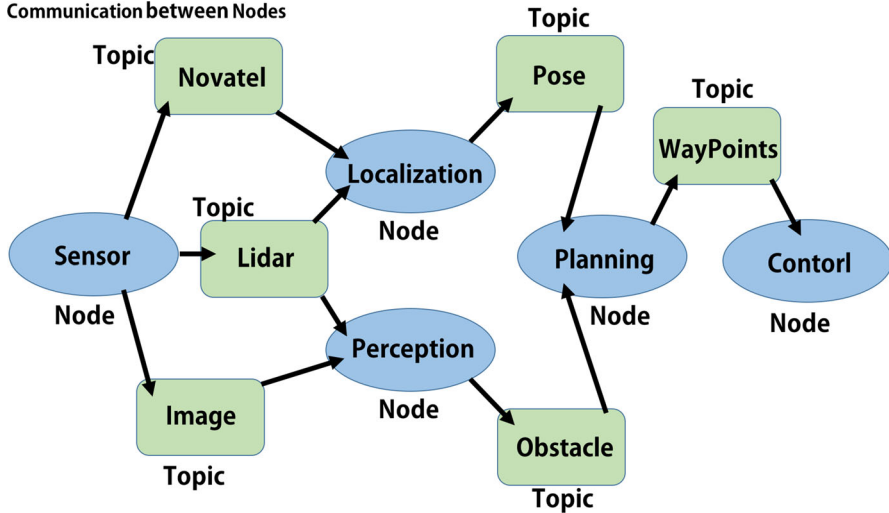 Communication between Nodes
Topic
Novatel
Topic
Pose
Topic
WayPoints
Localization
Node
Topic
Lidar
Sensor
Node
Planning
Node
Contorl
Node
Perception
Node
Image
Topic
Obstacle
Topic